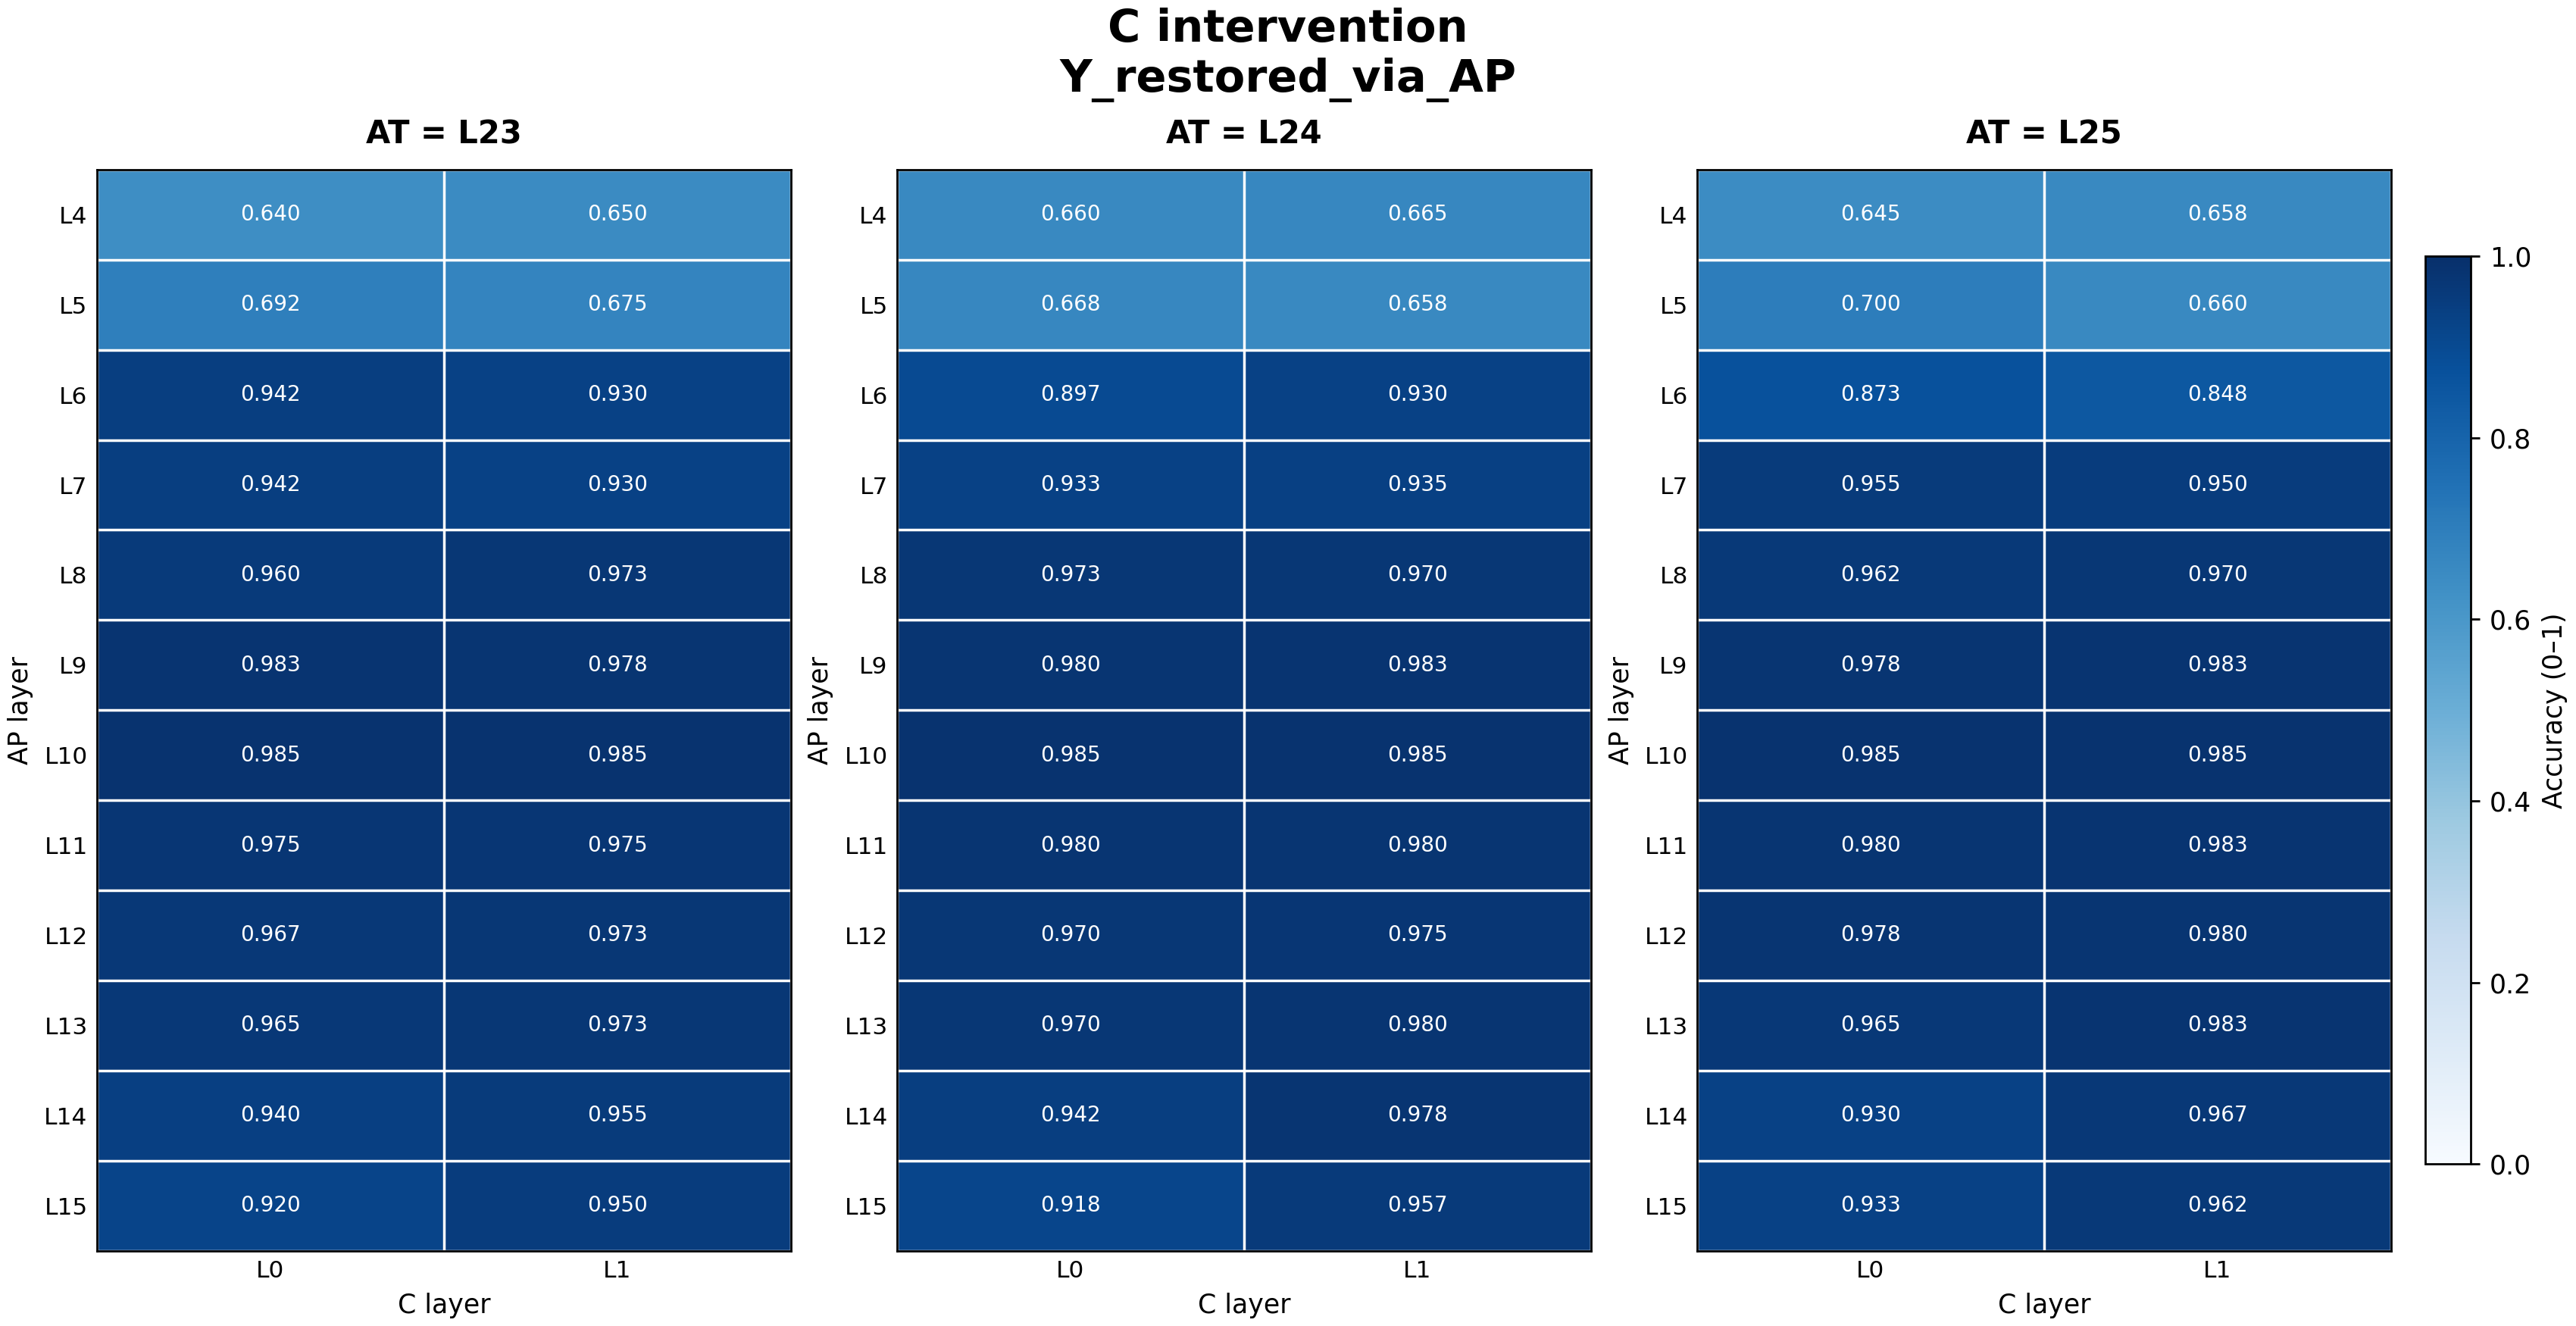 C intervention
Y_restored_via_AP
AT = L23
AT = L24
AT = L25
L4 0.640 0.650
L5 0.692 0.675
L6 0.942 0.930
L7 0.942 0.930
L8 0.960 0.973
L9 0.983 0.978
L10 0.985 0.985
L11 0.975 0.975
L12 0.967 0.973
L13 0.965 0.973
L14 0.940 0.955
L15 0.920 0.950
L0 L1
C layer
AP layer
L4 0.660 0.665
L5 0.668 0.658
L6 0.897 0.930
L7 0.933 0.935
L8 0.973 0.970
L9 0.980 0.983
L10 0.985 0.985
L11 0.980 0.980
L12 0.970 0.975
L13 0.970 0.980
L14 0.942 0.978
L15 0.918 0.957
L0 L1
C layer
AP layer
L4 0.645 0.658
L5 0.700 0.660
L6 0.873 0.848
L7 0.955 0.950
L8 0.962 0.970
L9 0.978 0.983
L10 0.985 0.985
L11 0.980 0.983
L12 0.978 0.980
L13 0.965 0.983
L14 0.930 0.967
L15 0.933 0.962
L0 L1
C layer
AP layer
1.0
0.8
0.6
0.4
0.2
0.0
Accuracy (0–1)